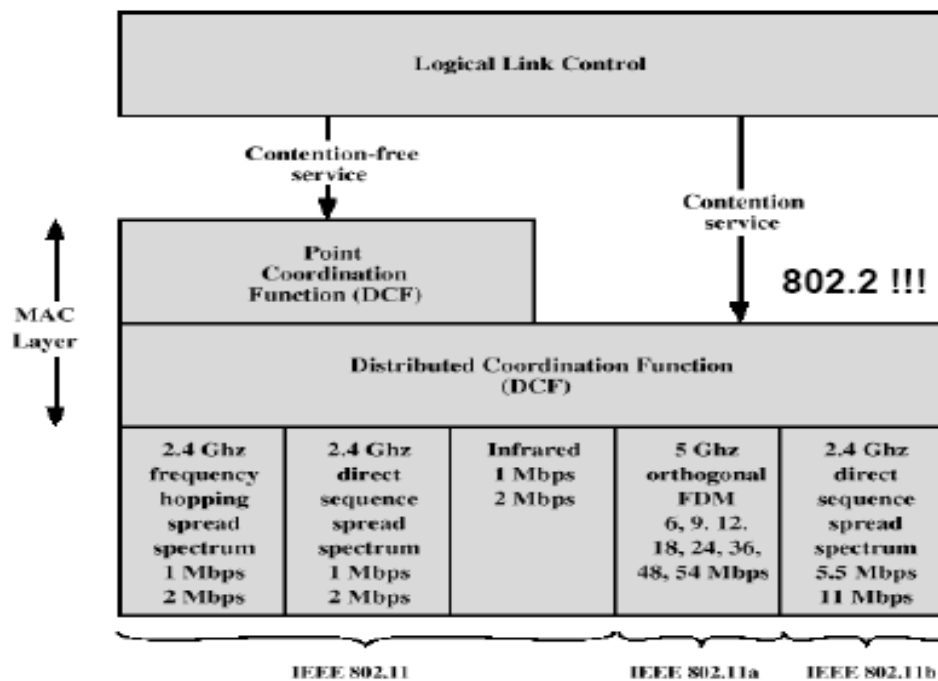 Logical Link Control
Contention-free
service
Contention
service
Point
Coordination
Function (DCF)
802.2 !!!
MAC
Layer
Distributed Coordination Function
(DCF)
2.4 Ghz
frequency
hopping
spread
spectrum
1 Mbps
2 Mbps
2.4 Ghz
direct
sequence
spread
spectrum
1 Mbps
2 Mbps
Infrared
1 Mbps
2 Mbps
5 Ghz
orthogonal
FDM
6, 9. 12.
18, 24, 36,
48, 54 Mbps
2.4 Ghz
direct
sequence
spread
spectrum
5.5 Mbps
11 Mbps
IEEE 802.11
IEEE 802.11a
IEEE 802.11b